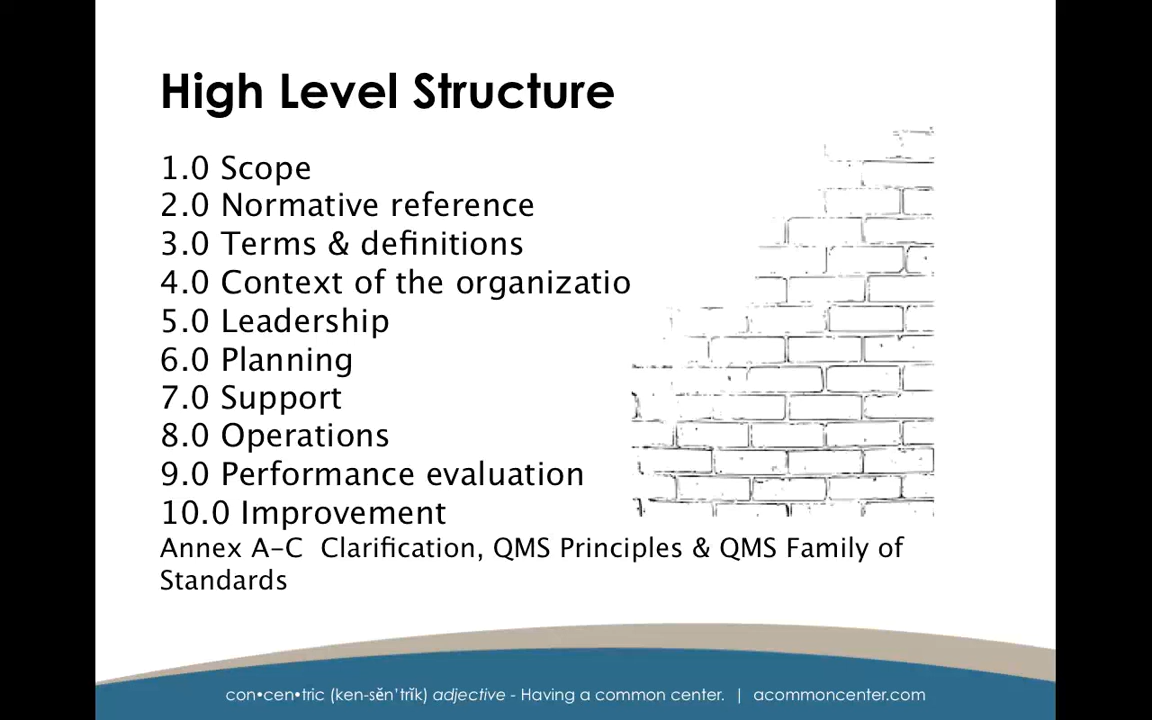 High Level Structure
1.0 Scope
2.0 Normative reference
3.0 Terms & definitions
4.0 Context of the organizatio
5.0 Leadership
6.0 Planning
7.0 Support
8.0 Operations
9.0 Performance evaluation
10.0 Improvement
Annex A-C  Clarification, QMS Principles & QMS Family of
Standards
con•cen•tric (ken-sĕn'trĭk) adjective - Having a common center.  |  acommoncenter.com